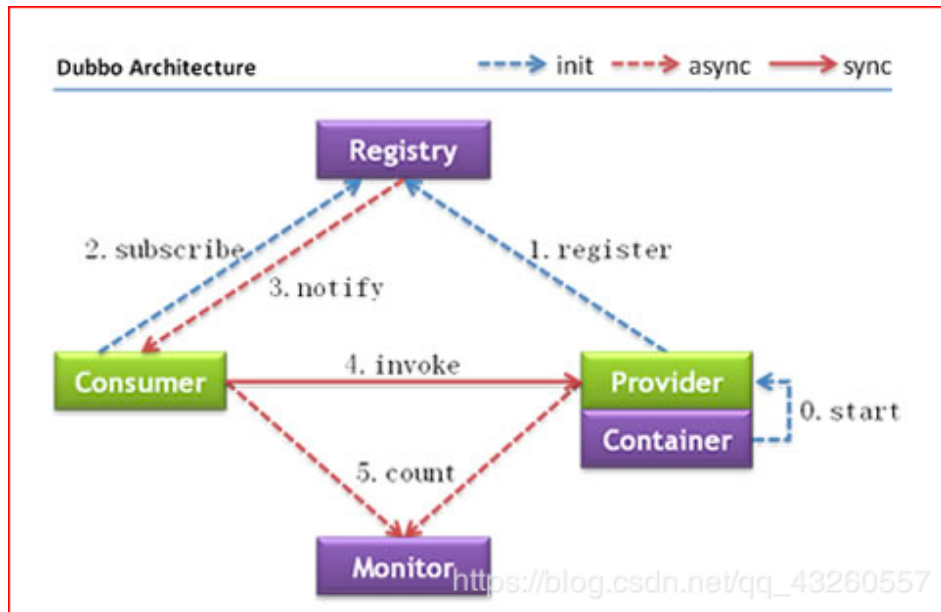 Dubbo Architecture
init
async
sync
Registry
2. subscribe
1. register
3. notify
Consumer
4. invoke
Provider
0. start
Container
5. count
Monitor
https://blog.csdn.net/qq_43260557